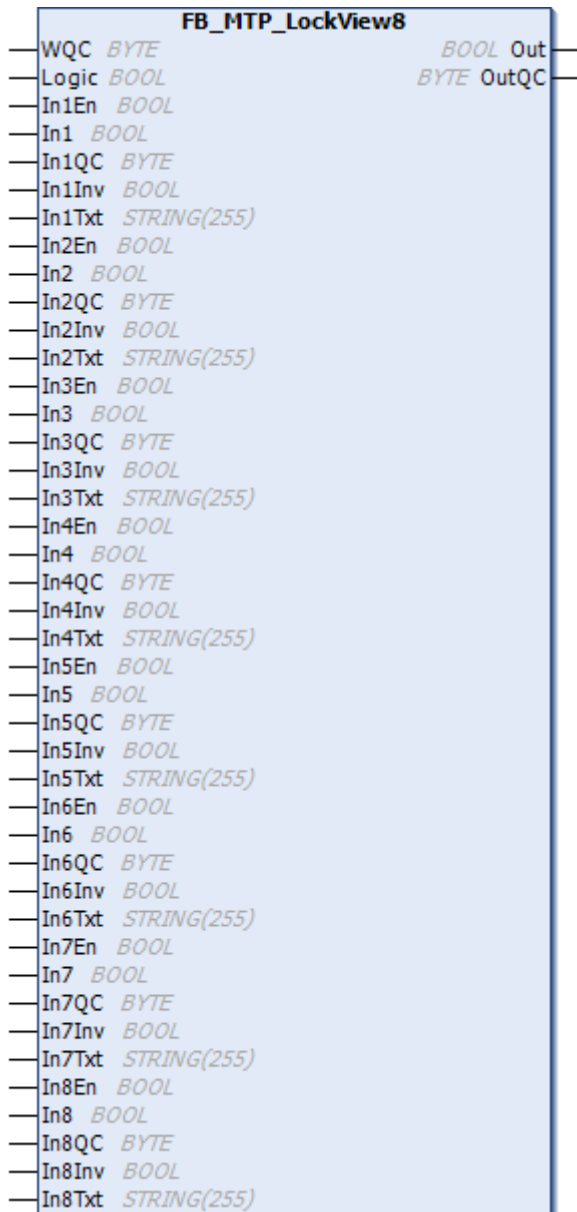 FB_MTP_LockView8
WQC BYTE BOOL Out
Logic BOOL BYTE OutQC
In1En BOOL
In1 BOOL
In1QC BYTE
In1Inv BOOL
In1Txt STRING(255)
In2En BOOL
In2 BOOL
In2QC BYTE
In2Inv BOOL
In2Txt STRING(255)
In3En BOOL
In3 BOOL
In3QC BYTE
In3Inv BOOL
In3Txt STRING(255)
In4En BOOL
In4 BOOL
In4QC BYTE
In4Inv BOOL
In4Txt STRING(255)
In5En BOOL
In5 BOOL
In5QC BYTE
In5Inv BOOL
In5Txt STRING(255)
In6En BOOL
In6 BOOL
In6QC BYTE
In6Inv BOOL
In6Txt STRING(255)
In7En BOOL
In7 BOOL
In7QC BYTE
In7Inv BOOL
In7Txt STRING(255)
In8En BOOL
In8 BOOL
In8QC BYTE
In8Inv BOOL
In8Txt STRING(255)